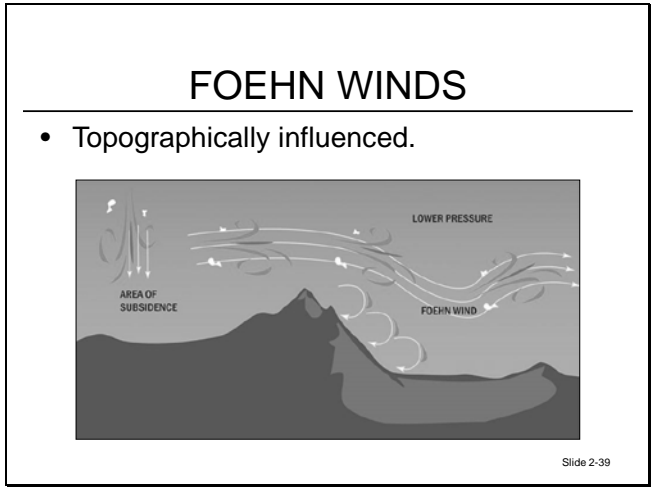 FOEHN WINDS
• Topographically influenced.
LOWER PRESSURE
AREA OF
SUBSIDENCE
FOEHN WIND
Slide 2-39